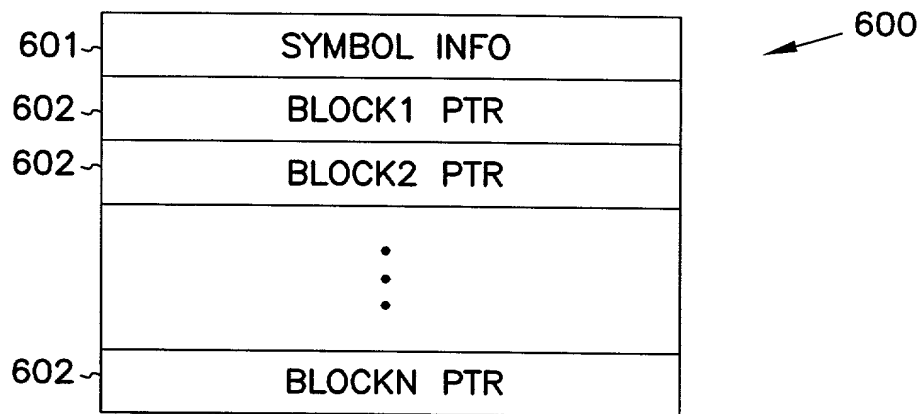 600
601 SYMBOL INFO
602 BLOCK1 PTR
602 BLOCK2 PTR
602 BLOCKN PTR